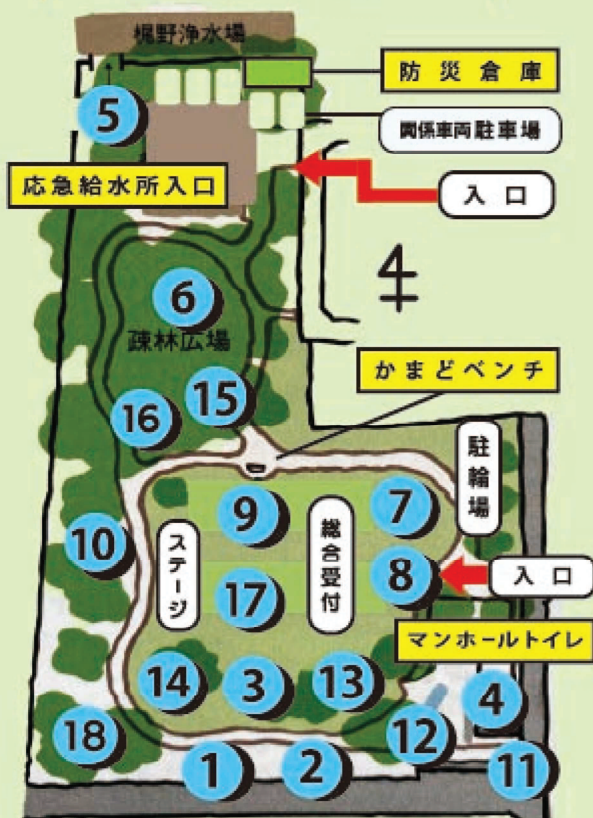 梶野浄水場
防災倉庫
5
関係車両駐車場
応急給水所入口
入口
6
疎林広場
かまどベンチ
15
16
駐輪場
9
7
10
ステージ
総合受付
8
入口
17
マンホールトイレ
14
3
13
4
18
12
1
2
11